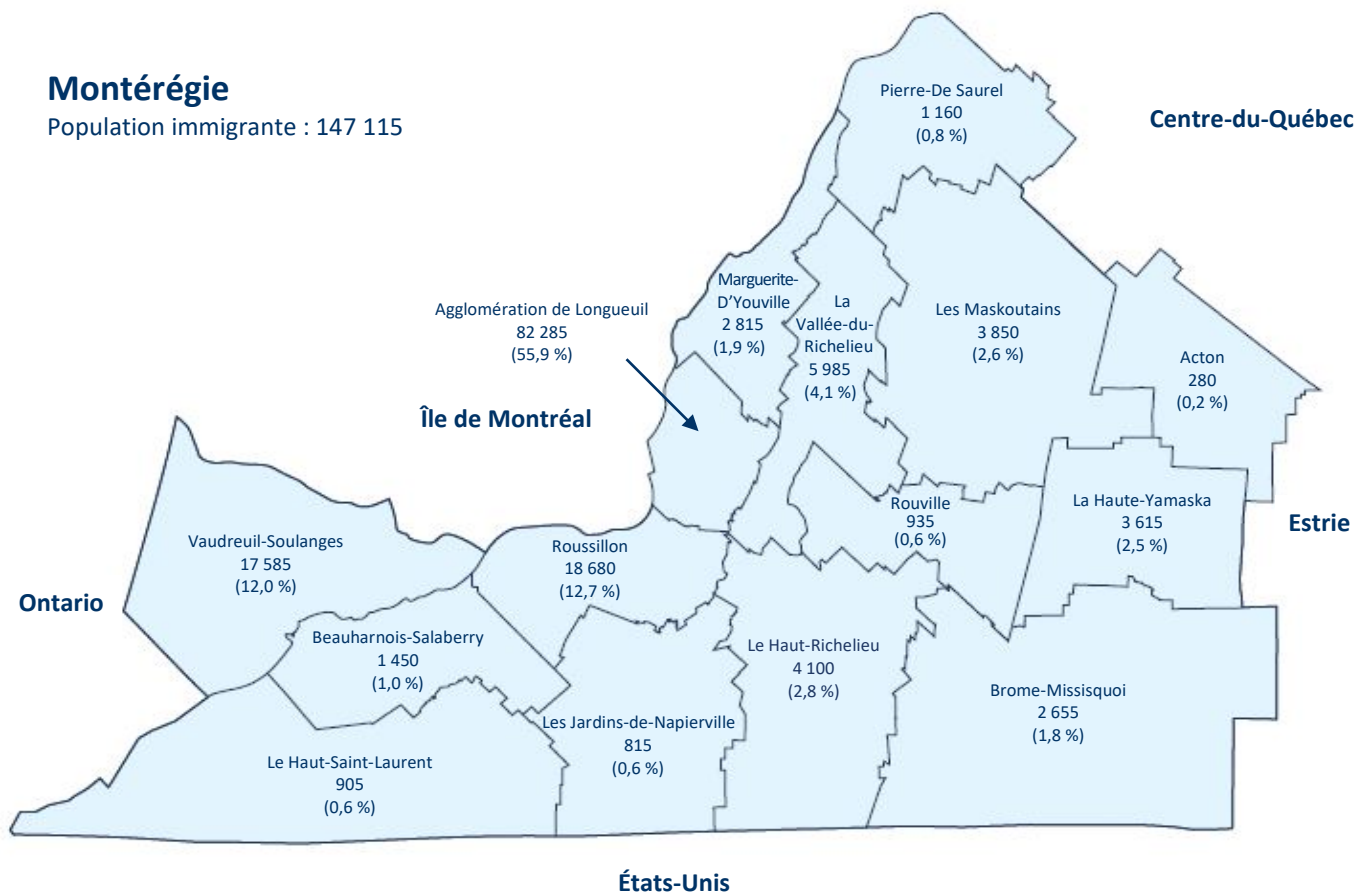 Montérégie
Population immigrante : 147 115
Pierre-De Saurel
1 160
(0,8 %)
Centre-du-Québec
Marguerite-
D'Youville
2 815
(1,9 %)
La
Vallée-du-
Richelieu
5 985
(4,1 %)
Les Maskoutains
3 850
(2,6 %)
Agglomération de Longueuil
82 285
(55,9 %)
Acton
280
(0,2 %)
Île de Montréal
Rouville
935
(0,6 %)
La Haute-Yamaska
3 615
(2,5 %)
Estrie
Vaudreuil-Soulanges
17 585
(12,0 %)
Roussillon
18 680
(12,7 %)
Ontario
Beauharnois-Salaberry
1 450
(1,0 %)
Le Haut-Richelieu
4 100
(2,8 %)
Brome-Missisquoi
2 655
(1,8 %)
Les Jardins-de-Napierville
815
(0,6 %)
Le Haut-Saint-Laurent
905
(0,6 %)
États-Unis